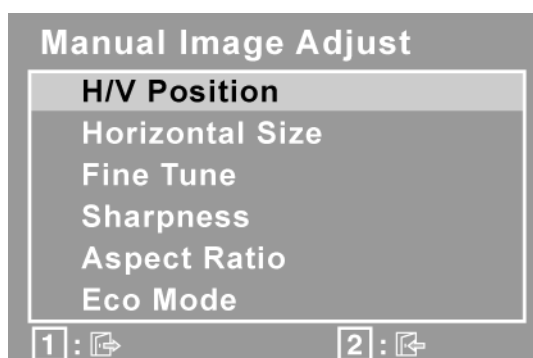 Manual Image Adjust
H/V Position
Horizontal Size
Fine Tune
Sharpness
Aspect Ratio
Eco Mode
1 : 2 :